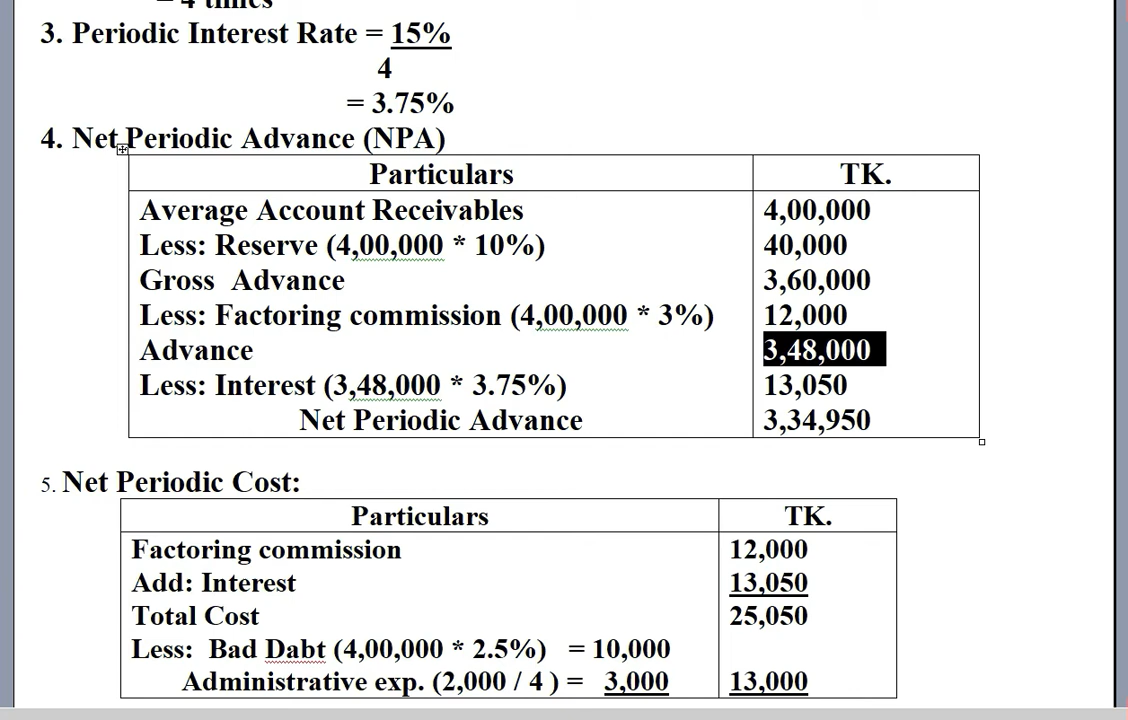 = 4 times
3. Periodic Interest Rate = 15%
4
= 3.75%
4. Net Periodic Advance (NPA)
Particulars TK.
Average Account Receivables 4,00,000
Less: Reserve (4,00,000 * 10%) 40,000
Gross Advance 3,60,000
Less: Factoring commission (4,00,000 * 3%) 12,000
Advance 3,48,000
Less: Interest (3,48,000 * 3.75%) 13,050
Net Periodic Advance 3,34,950
5. Net Periodic Cost:
Particulars TK.
Factoring commission 12,000
Add: Interest 13,050
Total Cost 25,050
Less: Bad Dabt (4,00,000 * 2.5%) = 10,000
Administrative exp. (2,000 / 4 ) = 3,000 13,000